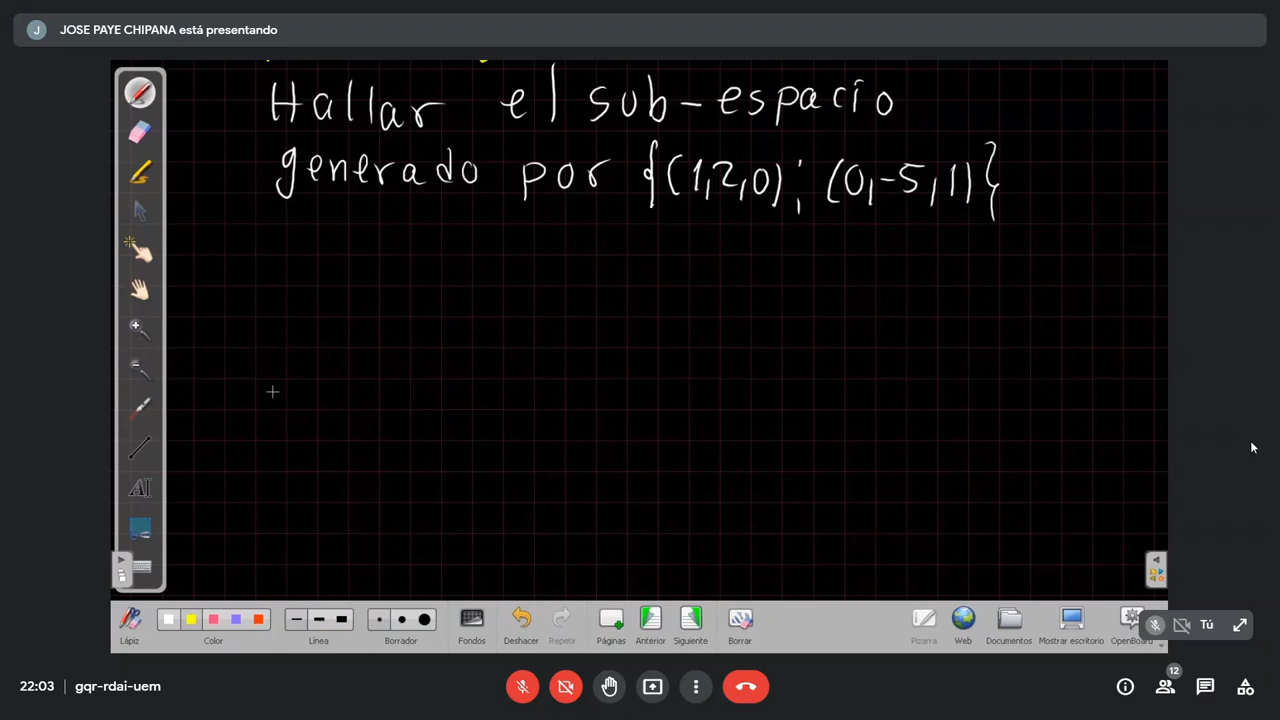 J JOSE PAYE CHIPANA está presentando
Hallar el sub-espacio
generado por {(1,2,0); (0,-5,1)}
AI
Lápiz Color Línea Borrador Fondos Deshacer Repetir Páginas Anterior Siguiente Borrar Pizarra Web Documentos Mostrar escritorio OpenBoard
Tú
22:03 | gqr-rdai-uem
12